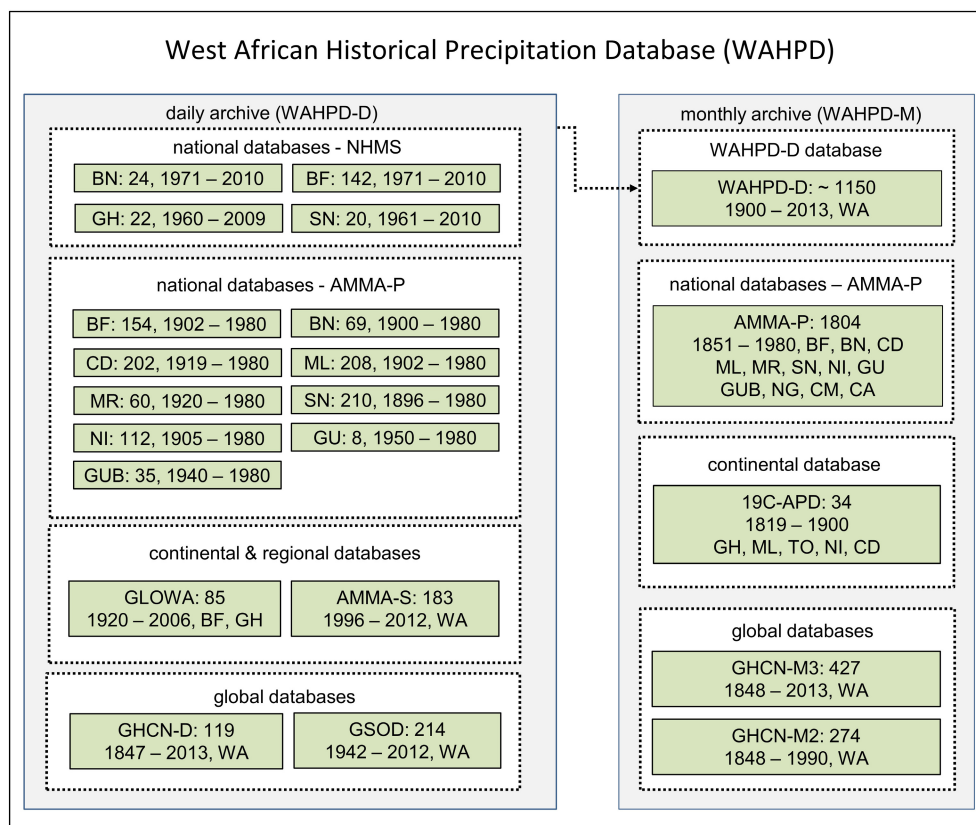 West African Historical Precipitation Database (WAHPD)
daily archive (WAHPD-D)
national databases - NHMS
BN: 24, 1971 – 2010
BF: 142, 1971 – 2010
GH: 22, 1960 – 2009
SN: 20, 1961 – 2010
national databases - AMMA-P
BF: 154, 1902 – 1980
BN: 69, 1900 – 1980
CD: 202, 1919 – 1980
ML: 208, 1902 – 1980
MR: 60, 1920 – 1980
SN: 210, 1896 – 1980
NI: 112, 1905 – 1980
GU: 8, 1950 – 1980
GUB: 35, 1940 – 1980
continental & regional databases
GLOWA: 85
1920 – 2006, BF, GH
AMMA-S: 183
1996 – 2012, WA
global databases
GHCN-D: 119
1847 – 2013, WA
GSOD: 214
1942 – 2012, WA
monthly archive (WAHPD-M)
WAHPD-D database
WAHPD-D: ~ 1150
1900 – 2013, WA
national databases – AMMA-P
AMMA-P: 1804
1851 – 1980, BF, BN, CD
ML, MR, SN, NI, GU
GUB, NG, CM, CA
continental database
19C-APD: 34
1819 – 1900
GH, ML, TO, NI, CD
global databases
GHCN-M3: 427
1848 – 2013, WA
GHCN-M2: 274
1848 – 1990, WA